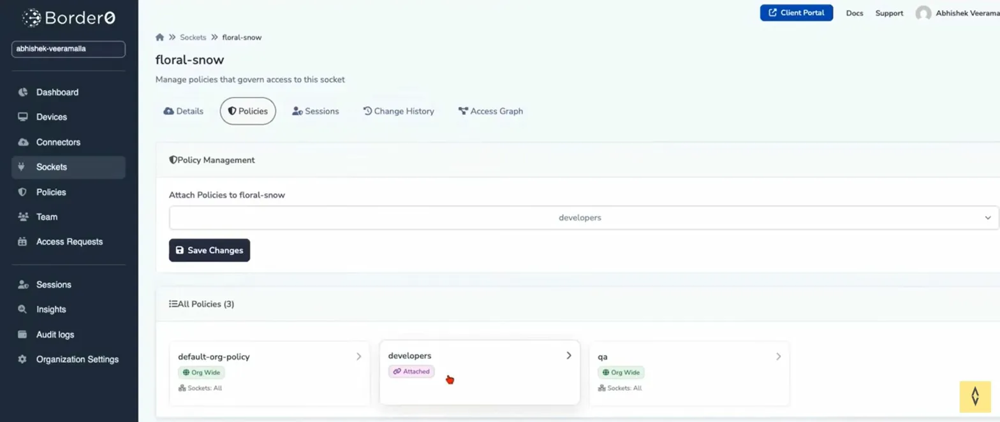 Border0
Client Portal
Docs
Support
Abhishek Veerama
abhishek-veeramalla
Dashboard
Devices
Connectors
Sockets
Policies
Team
Access Requests
Sessions
Insights
Audit logs
Organization Settings
Sockets
floral-snow
floral-snow
Manage policies that govern access to this socket
Details
Policies
Sessions
Change History
Access Graph
Policy Management
Attach Policies to floral-snow
developers
Save Changes
All Policies (3)
default-org-policy
Org Wide
Sockets: All
developers
Attached
qa
Org Wide
Sockets: All